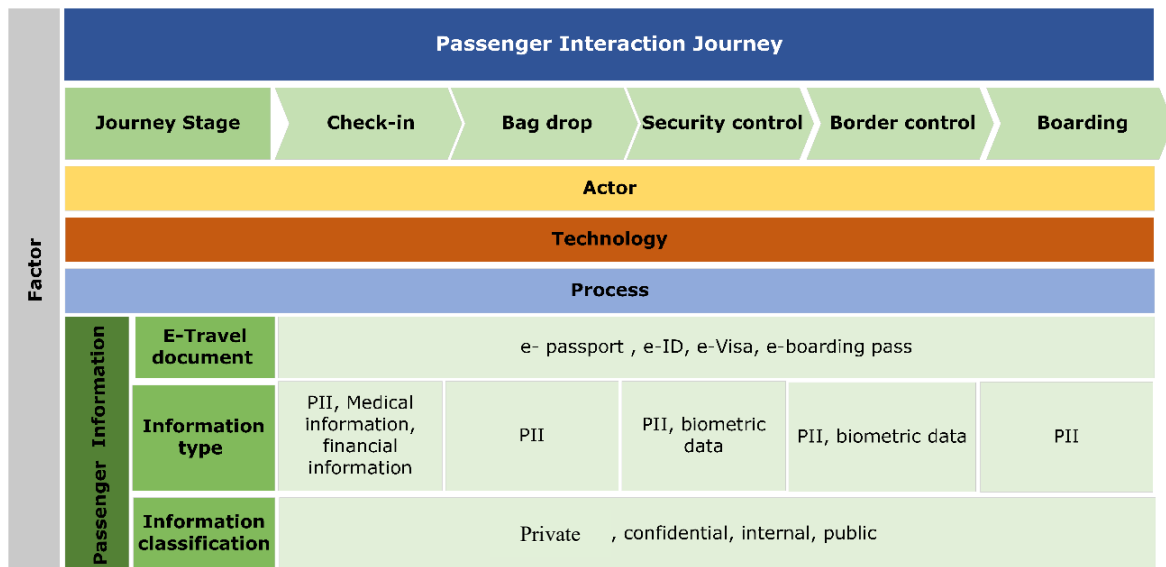 Passenger Interaction Journey
Factor
Journey Stage
Check-in
Bag drop
Security control
Border control
Boarding
Actor
Technology
Process
Passenger Information
E-Travel
document
e- passport , e-ID, e-Visa, e-boarding pass
Information
type
PII, Medical
information,
financial
information
PII
PII, biometric
data
PII, biometric data
PII
Information
classification
Private , confidential, internal, public